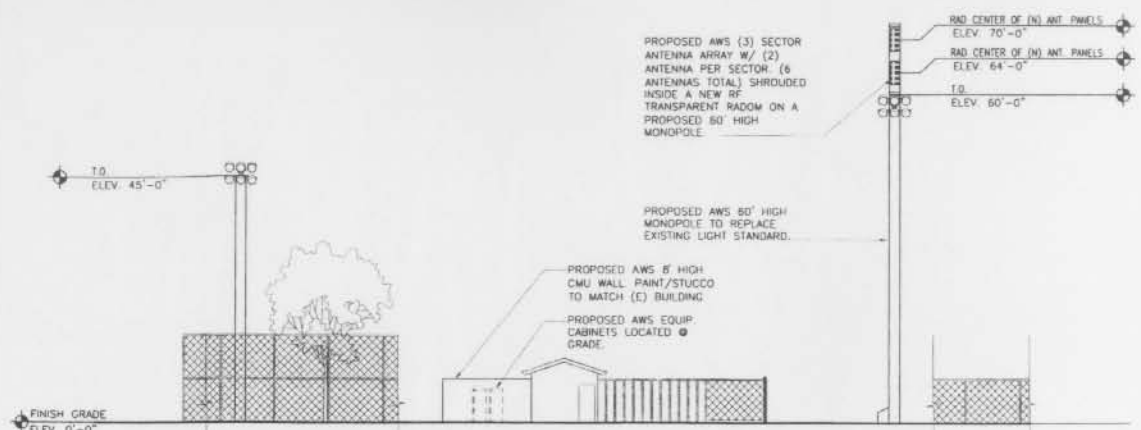 RAD CENTER OF (N) ANT. PANELS
ELEV. 70'-0"
RAD CENTER OF (N) ANT. PANELS
ELEV. 64'-0"
T.O.
ELEV. 60'-0"
PROPOSED AWS (3) SECTOR
ANTENNA ARRAY W/ (2)
ANTENNA PER SECTOR. (6
ANTENNAS TOTAL) SHROUDED
INSIDE A NEW RF
TRANSPARENT RADOM ON A
PROPOSED 60' HIGH
MONOPOLE.
T.O.
ELEV. 45'-0"
PROPOSED AWS 60' HIGH
MONOPOLE TO REPLACE
EXISTING LIGHT STANDARD.
PROPOSED AWS 8' HIGH
CMU WALL. PAINT/STUCCO
TO MATCH (E) BUILDING
PROPOSED AWS EQUIP.
CABINETS LOCATED @
GRADE.
FINISH GRADE
ELEV. 0'-0"